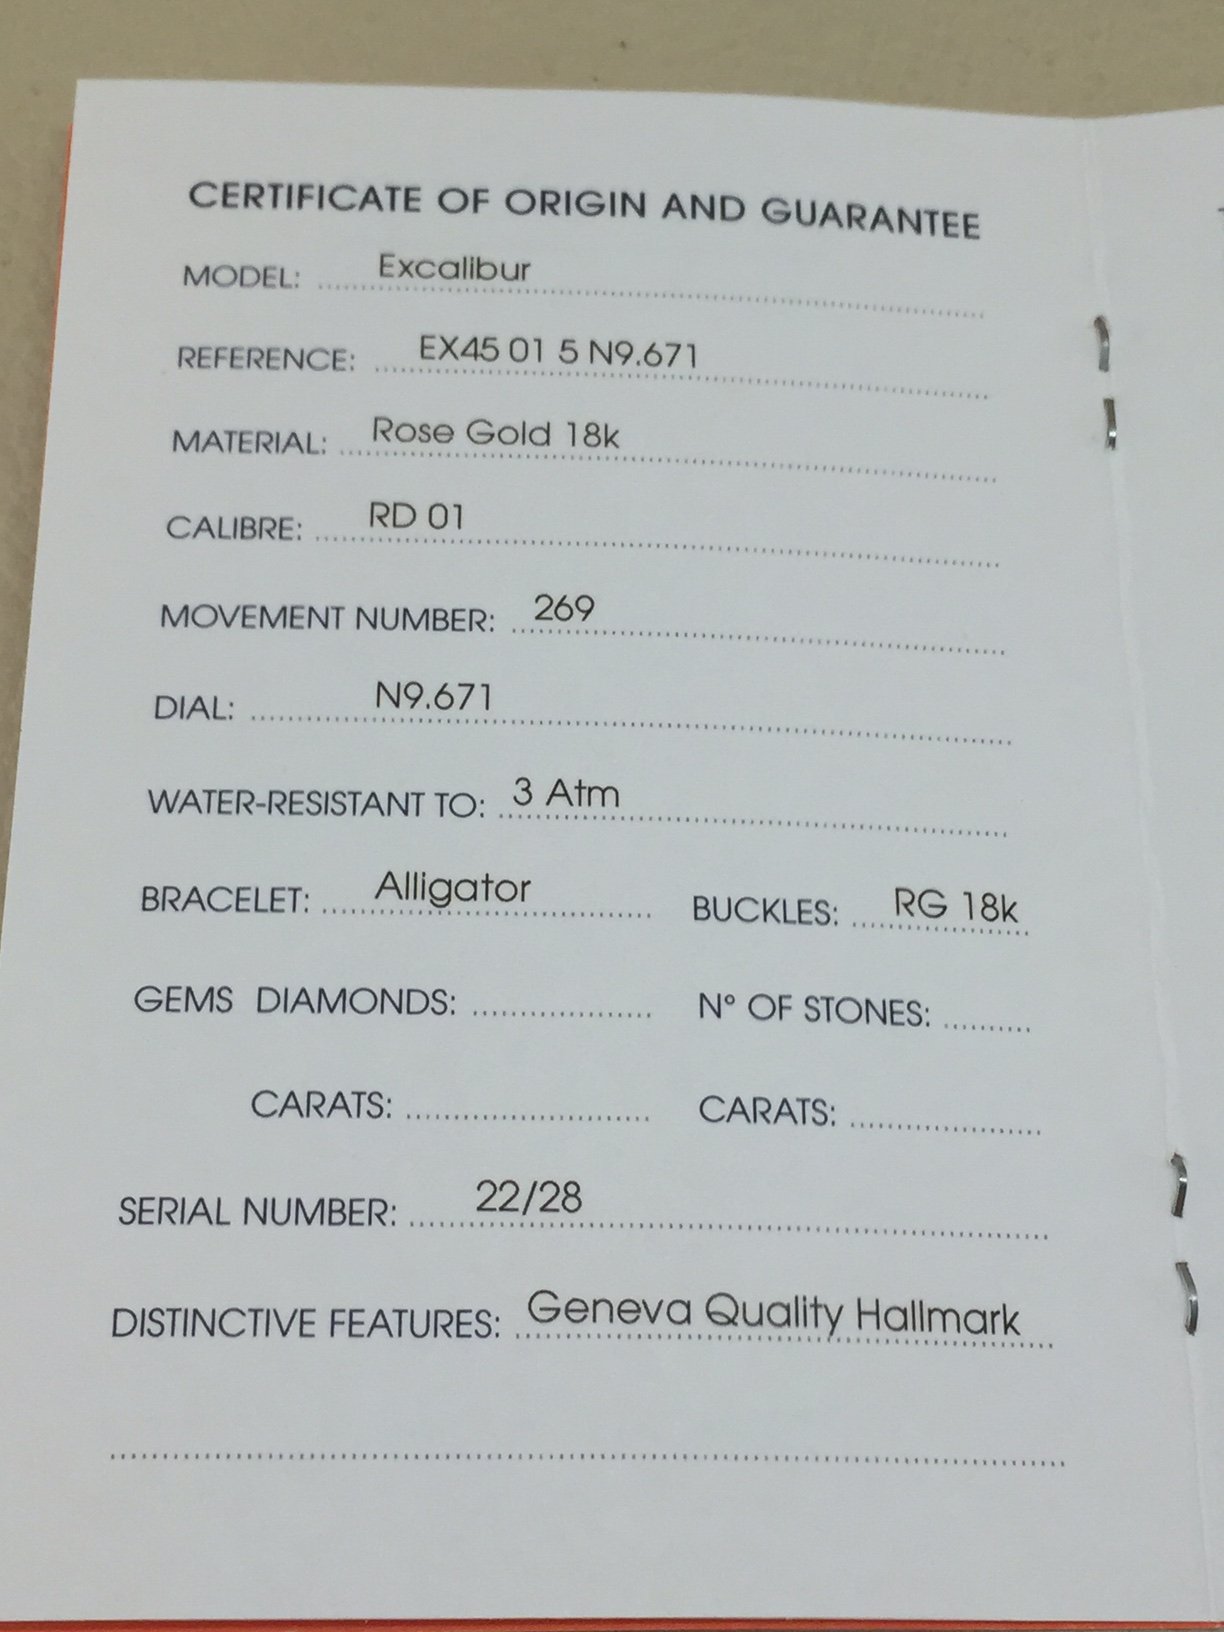 CERTIFICATE OF ORIGIN AND GUARANTEE
MODEL: Excalibur
REFERENCE: EX45 01 5 N9.671
MATERIAL: Rose Gold 18k
CALIBRE: RD 01
MOVEMENT NUMBER: 269
DIAL: N9.671
WATER-RESISTANT TO: 3 Atm
BRACELET: Alligator BUCKLES: RG 18k
GEMS DIAMONDS: N° OF STONES:
CARATS: CARATS:
SERIAL NUMBER: 22/28
DISTINCTIVE FEATURES: Geneva Quality Hallmark